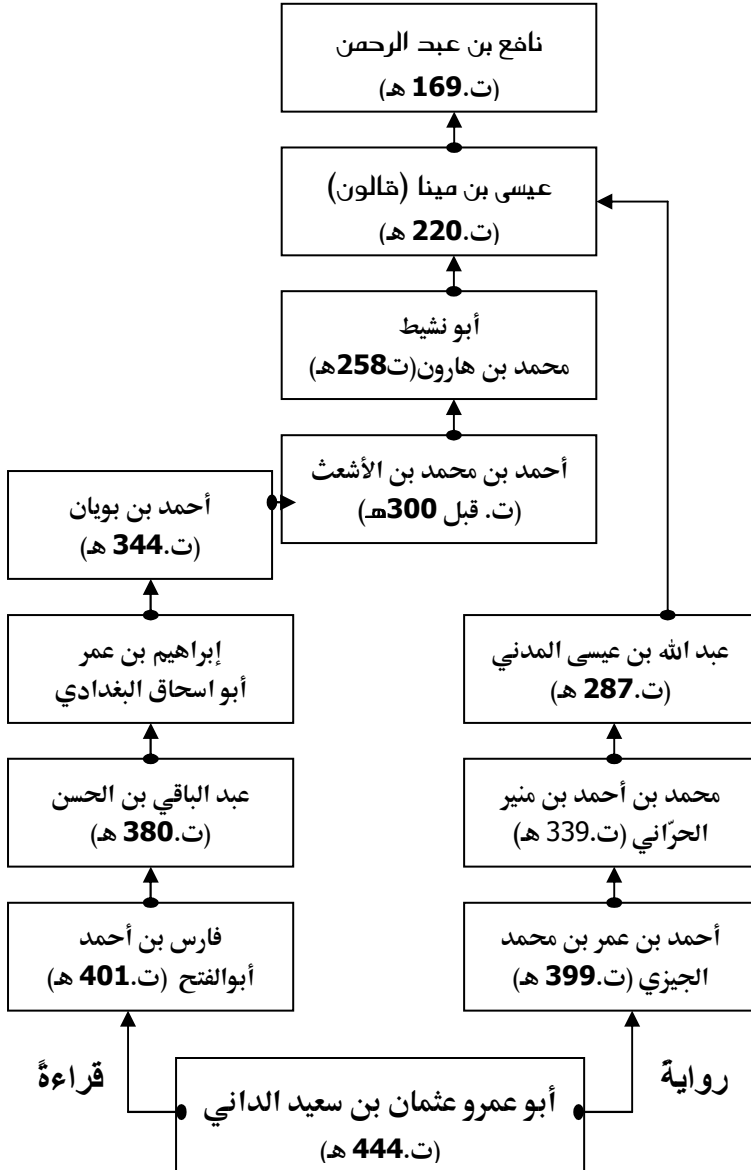 نافع بن عبد الرحمن
(ت.169 هـ)
عيسى بن مينا (قالون)
(ت.220 هـ)
أبو نشيط
محمد بن هارون(ت258هـ)
أحمد بن محمد بن الأشعث
(ت. قبل 300هـ)
أحمد بن بويان
(ت.344 هـ)
عبد الله بن عيسى المدني
(ت.287 هـ)
إبراهيم بن عمر
أبو اسحاق البغدادي
محمد بن أحمد بن منير
الحرّاني (ت.339 هـ)
عبد الباقي بن الحسن
(ت.380 هـ)
أحمد بن عمر بن محمد
الجيزي (ت.399 هـ)
فارس بن أحمد
أبوالفتح (ت.401 هـ)
رواية
قراءةً
أبو عمرو عثمان بن سعيد الداني
(ت.444 هـ)